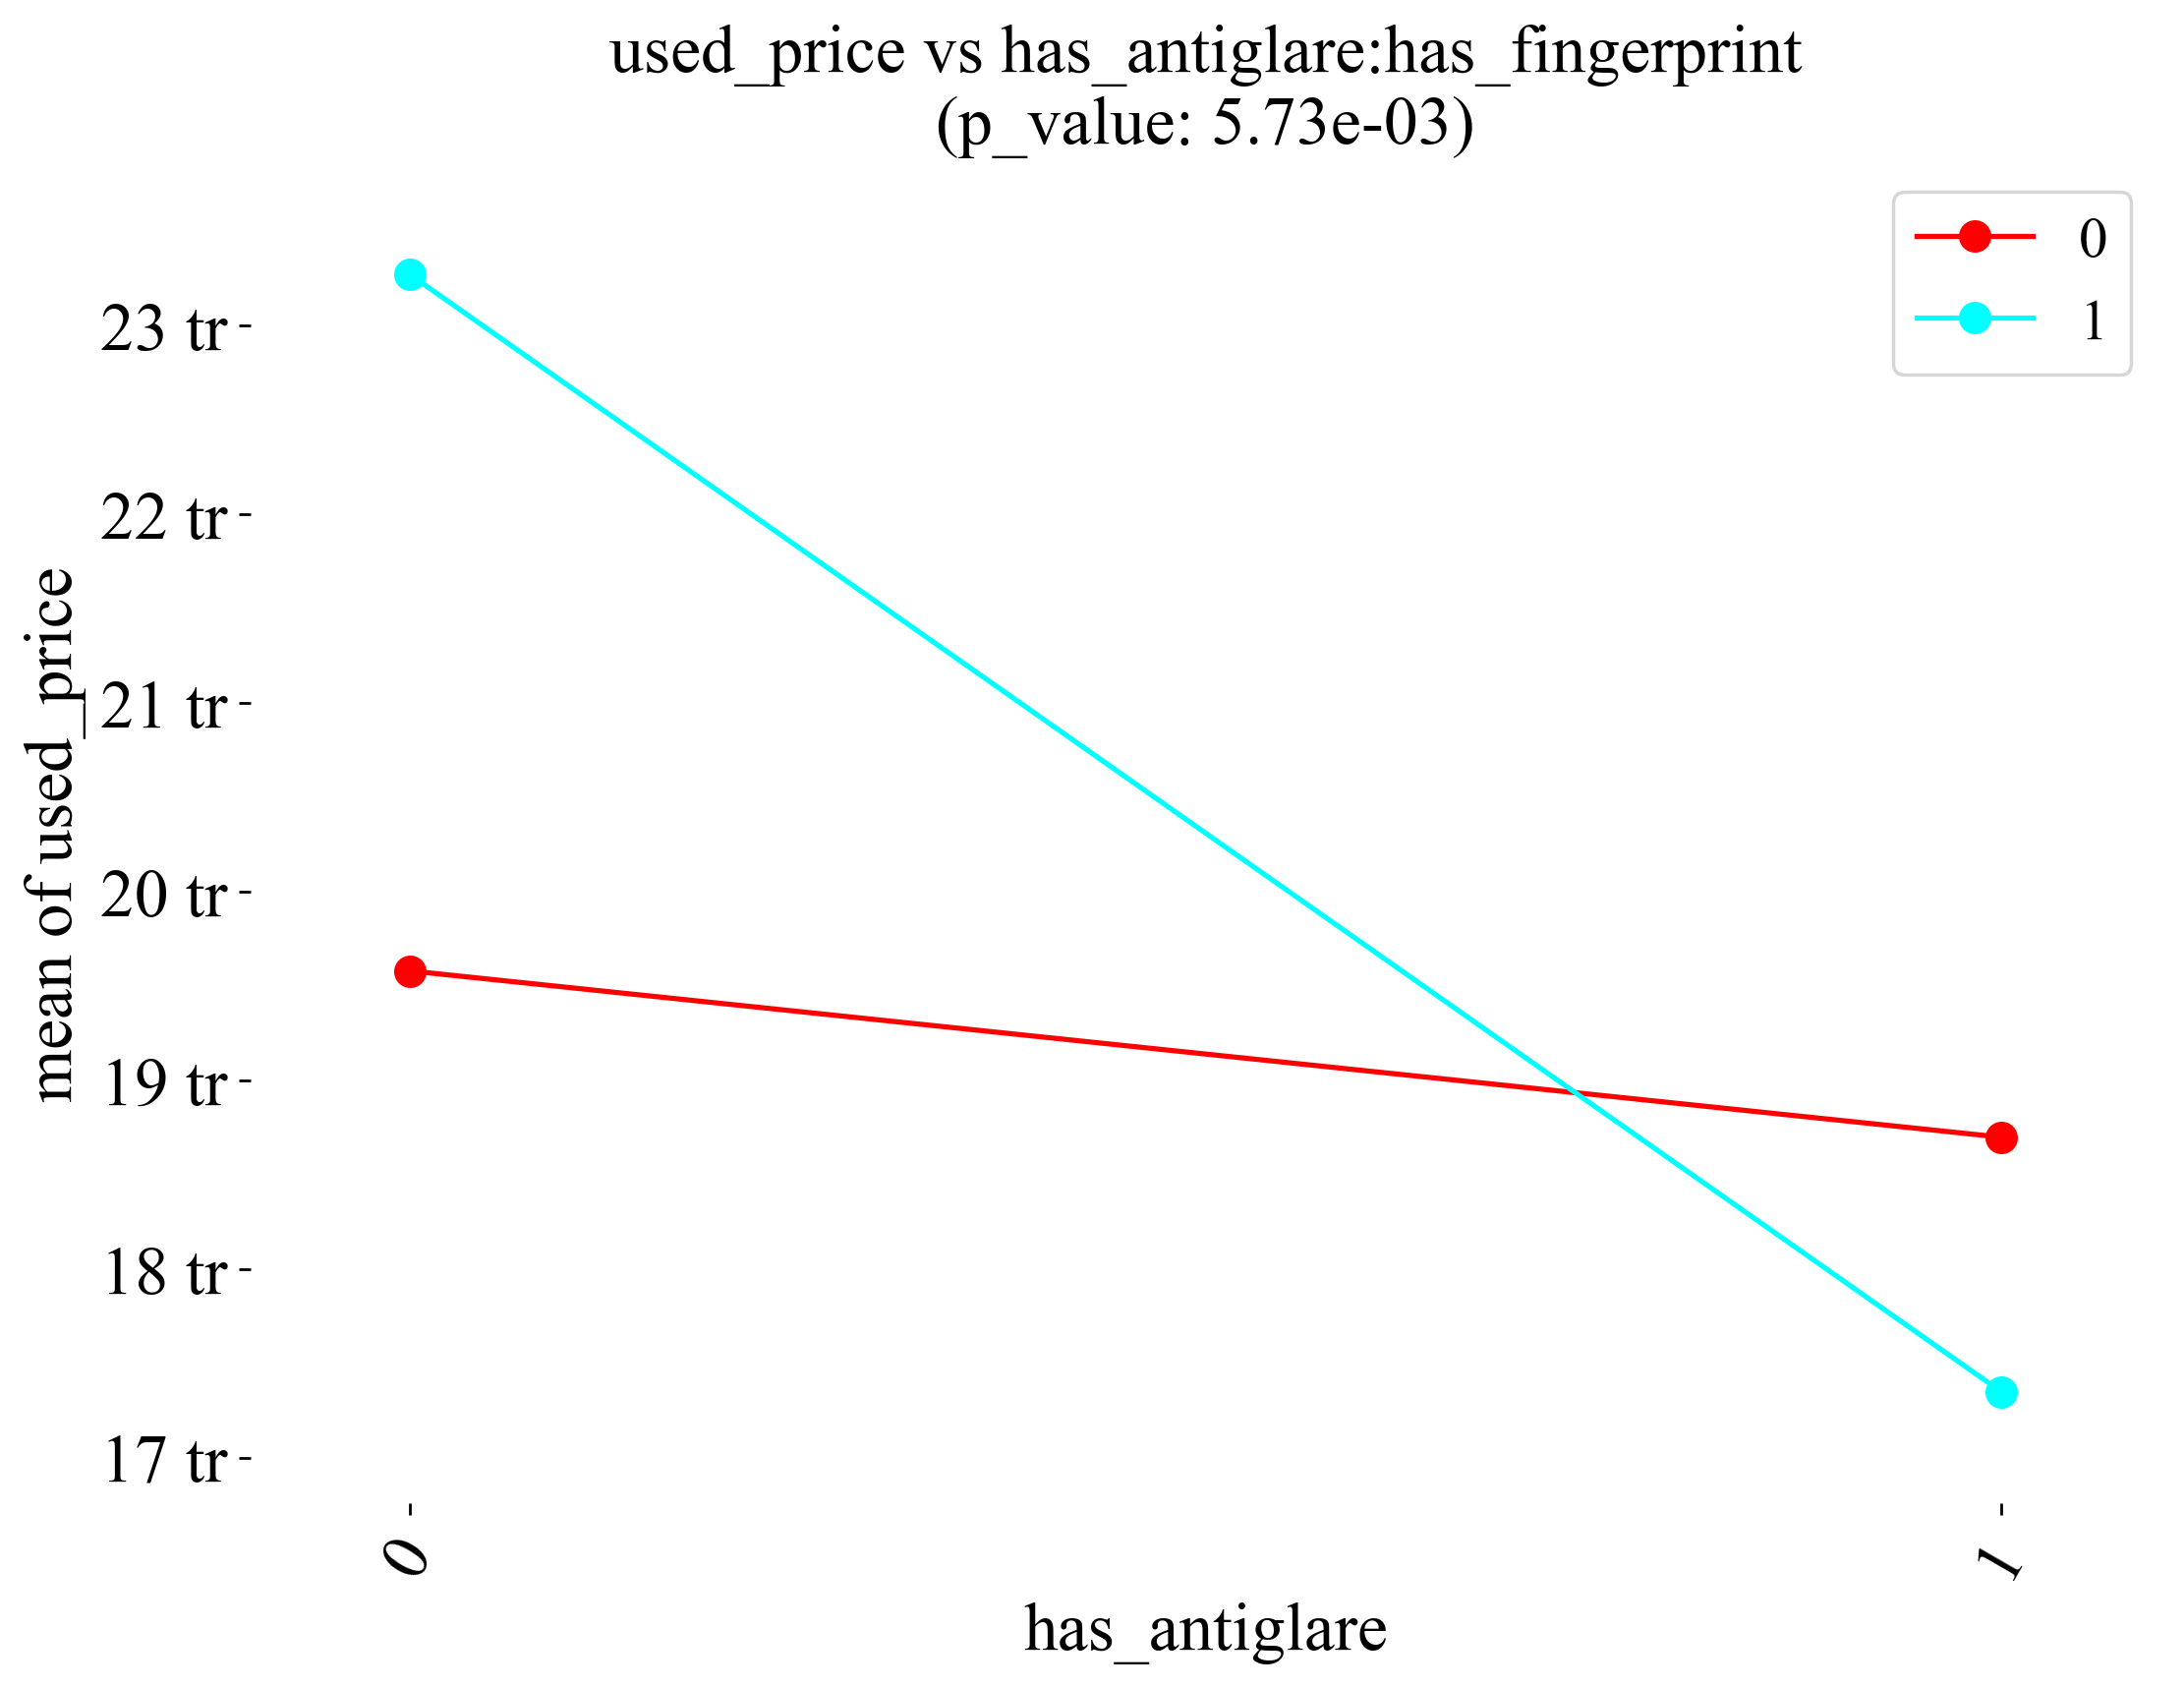 used_price vs has_antiglare:has_fingerprint
(p_value: 5.73e-03)
0
1
23 tr
22 tr
21 tr
20 tr
19 tr
18 tr
17 tr
mean of used_price
0
1
has_antiglare